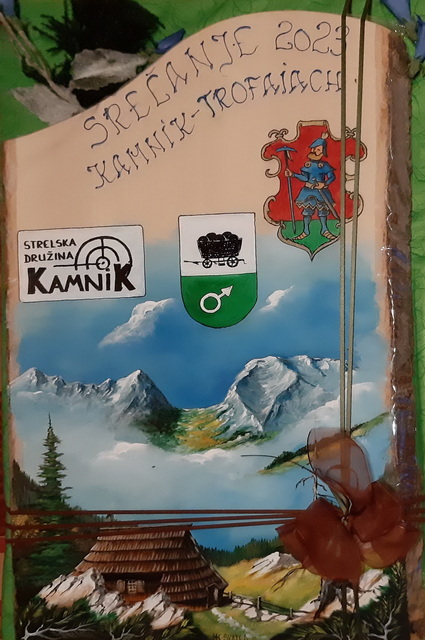 SREČANJE 2023
KAMNIK-TROFAIACH
STRELSKA
DRUŽINA
KAMNIK